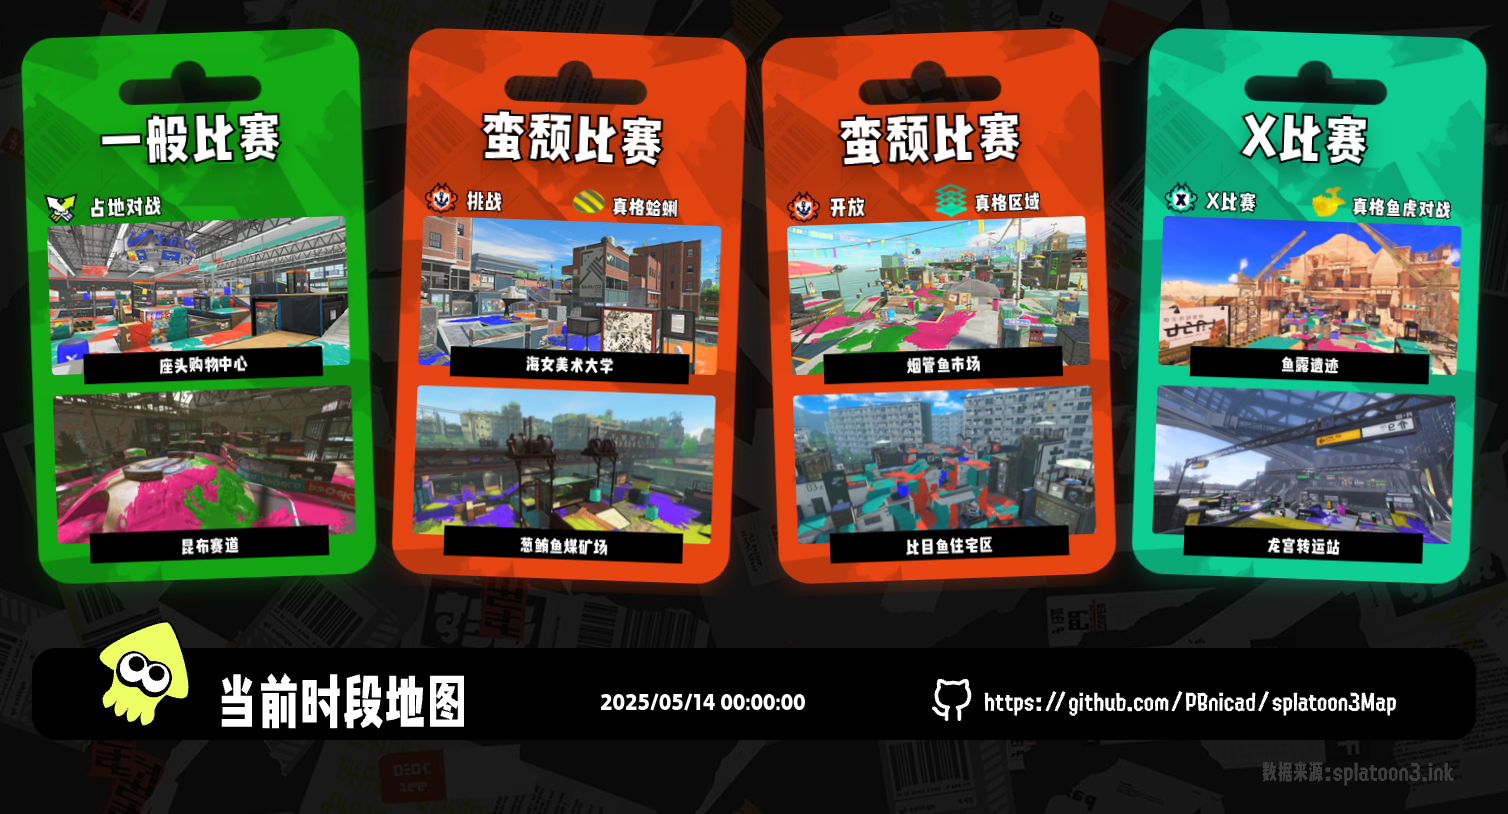 一般比赛
占地对战
座头购物中心
昆布赛道
蛮颓比赛
挑战
真格蛤蜊
海女美术大学
葱鲔鱼煤矿场
蛮颓比赛
开放
真格区域
烟管鱼市场
比目鱼住宅区
X比赛
X比赛
真格鱼虎对战
鱼露遗迹
龙宫转运站
当前时段地图
2025/05/14 00:00:00
https://github.com/PBnicad/splatoon3Map
数据来源:splatoon3.ink